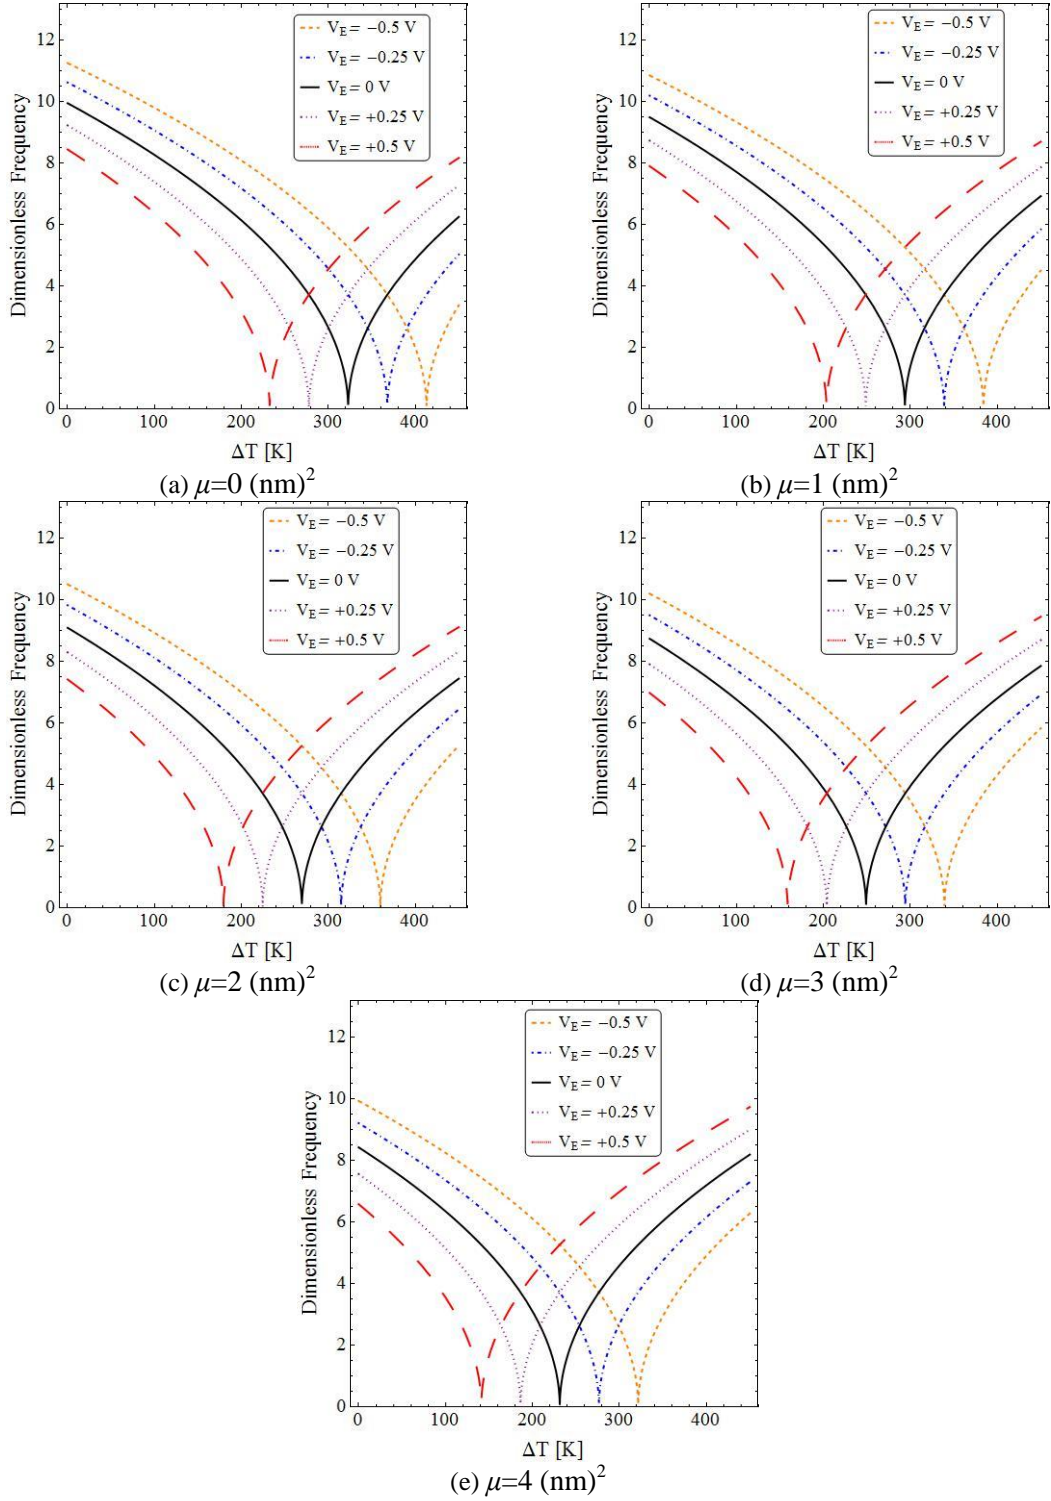 12
10
8
6
4
2
0
Dimensionless Frequency
V_E= −0.5 V
V_E= −0.25 V
V_E= 0 V
V_E= +0.25 V
V_E= +0.5 V
0 100 200 300 400
ΔT [K]
(a) μ=0 (nm)²
12
10
8
6
4
2
0
Dimensionless Frequency
V_E= −0.5 V
V_E= −0.25 V
V_E= 0 V
V_E= +0.25 V
V_E= +0.5 V
0 100 200 300 400
ΔT [K]
(b) μ=1 (nm)²
12
10
8
6
4
2
0
Dimensionless Frequency
V_E= −0.5 V
V_E= −0.25 V
V_E= 0 V
V_E= +0.25 V
V_E= +0.5 V
0 100 200 300 400
ΔT [K]
(c) μ=2 (nm)²
12
10
8
6
4
2
0
Dimensionless Frequency
V_E= −0.5 V
V_E= −0.25 V
V_E= 0 V
V_E= +0.25 V
V_E= +0.5 V
0 100 200 300 400
ΔT [K]
(d) μ=3 (nm)²
12
10
8
6
4
2
0
Dimensionless Frequency
V_E= −0.5 V
V_E= −0.25 V
V_E= 0 V
V_E= +0.25 V
V_E= +0.5 V
0 100 200 300 400
ΔT [K]
(e) μ=4 (nm)²